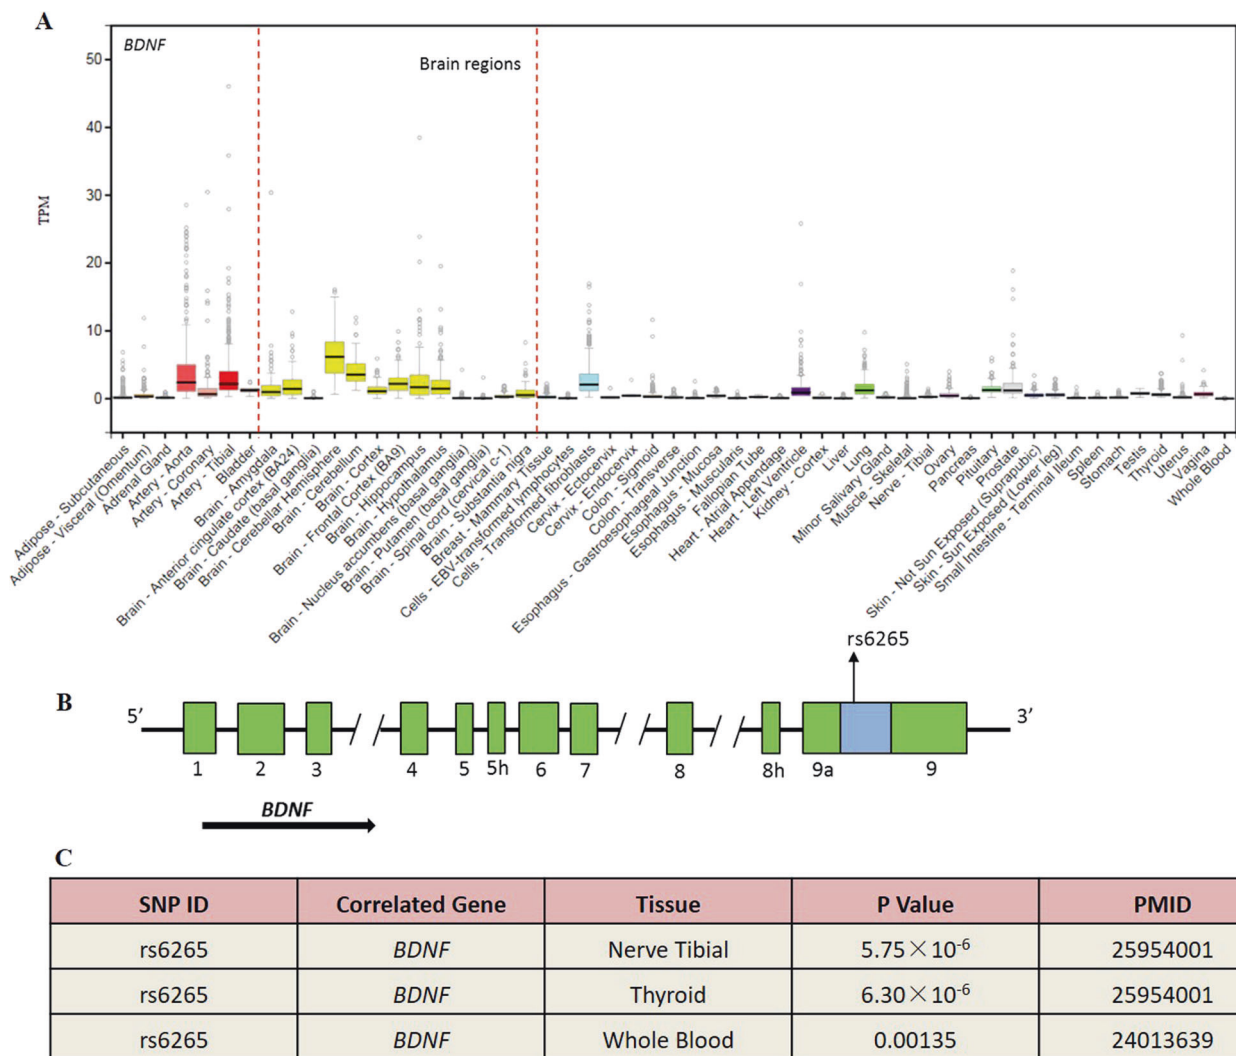 A
BDNF
Brain regions
50
40
30
20
10
0
TPM
Adipose - Subcutaneous
Adipose - Visceral (Omentum)
Adrenal Gland
Artery - Aorta
Artery - Coronary
Artery - Tibial
Bladder
Brain - Amygdala
Brain - Anterior cingulate cortex (BA24)
Brain - Caudate (basal ganglia)
Brain - Cerebellar Hemisphere
Brain - Cerebellum
Brain - Cortex
Brain - Frontal Cortex (BA9)
Brain - Hippocampus
Brain - Hypothalamus
Brain - Nucleus accumbens (basal ganglia)
Brain - Putamen (basal ganglia)
Brain - Spinal cord (cervical c-1)
Brain - Substantia nigra
Breast - Mammary Tissue
Cells - EBV-transformed lymphocytes
Cells - Transformed fibroblasts
Cervix - Ectocervix
Cervix - Endocervix
Colon - Sigmoid
Colon - Transverse
Esophagus - Gastroesophageal Junction
Esophagus - Mucosa
Esophagus - Muscularis
Fallopian Tube
Heart - Atrial Appendage
Heart - Left Ventricle
Kidney - Cortex
Liver
Lung
Minor Salivary Gland
Muscle - Skeletal
Nerve - Tibial
Ovary
Pancreas
Pituitary
Prostate
Skin - Not Sun Exposed (Suprapubic)
Skin - Sun Exposed (Lower leg)
Small Intestine - Terminal Ileum
Spleen
Stomach
Testis
Thyroid
Uterus
Vagina
Whole Blood
rs6265
B
5’ 3’
1 2 3 4 5 5h 6 7 8 8h 9a 9
BDNF
C
SNP ID Correlated Gene Tissue P Value PMID
rs6265 BDNF Nerve Tibial 5.75×10⁻⁶ 25954001
rs6265 BDNF Thyroid 6.30×10⁻⁶ 25954001
rs6265 BDNF Whole Blood 0.00135 24013639